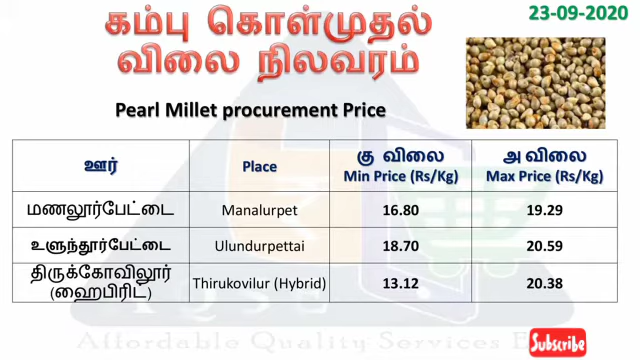 23-09-2020
கம்பு கொள்முதல்
விலை நிலவரம்
Pearl Millet procurement Price
ஊர் Place கு விலை Min Price (Rs/Kg) அ விலை Max Price (Rs/Kg)
மணலூர்பேட்டை Manalurpet 16.80 19.29
உளுந்தூர்பேட்டை Ulundurpettai 18.70 20.59
திருக்கோவிலூர் (ஹைபிரிட்) Thirukovilur (Hybrid) 13.12 20.38
Affordable Quality Services
Subscribe